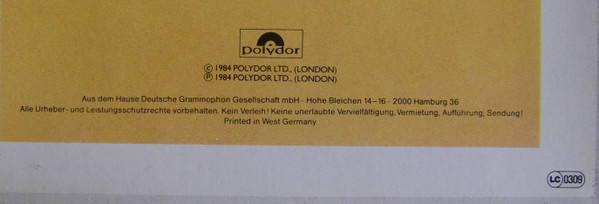 polydor
© 1984 POLYDOR LTD., (LONDON)
℗ 1984 POLYDOR LTD., (LONDON)
Aus dem Hause Deutsche Grammophon Gesellschaft mbH · Hohe Bleichen 14–16 · 2000 Hamburg 36
Alle Urheber- und Leistungsschutzrechte vorbehalten. Kein Verleih! Keine unerlaubte Vervielfältigung, Vermietung, Aufführung, Sendung!
Printed in West Germany
LC 0309